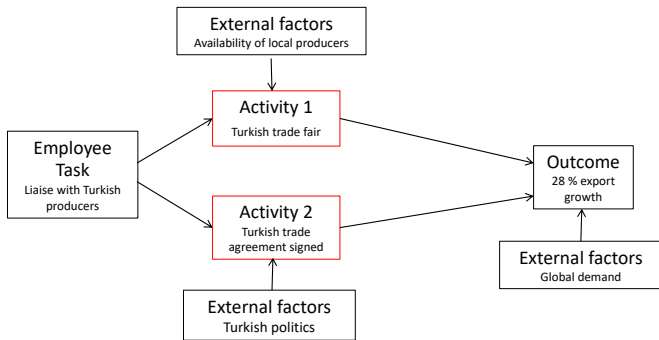 External factors
Availability of local producers
Activity 1
Turkish trade fair
Employee
Task
Liaise with Turkish
producers
Outcome
28 % export
growth
Activity 2
Turkish trade
agreement signed
External factors
Global demand
External factors
Turkish politics